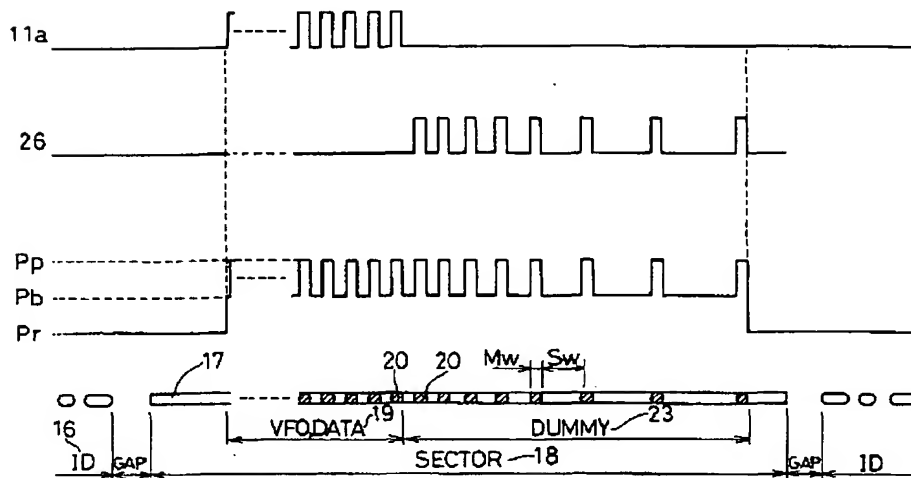 11a
26
Pp
Pb
Pr
17
20 20 Mw Sw
16
VFO,DATA 19 DUMMY 23
ID GAP SECTOR 18 GAP ID